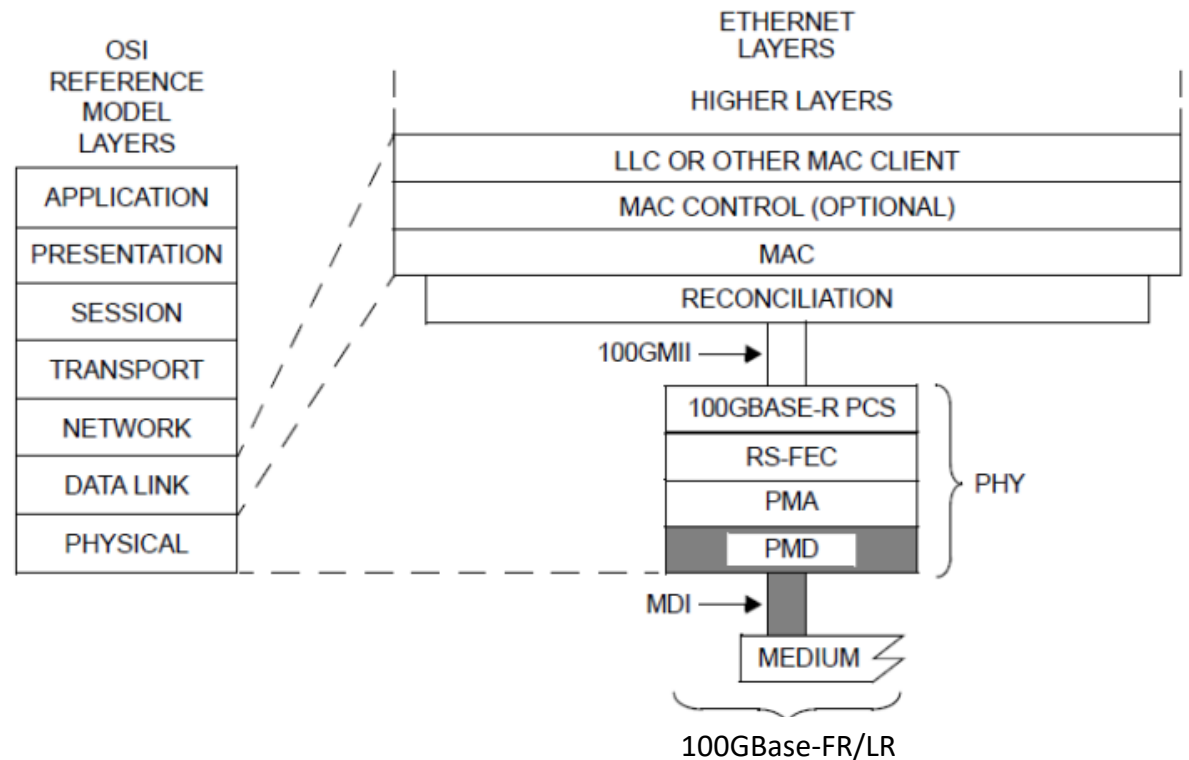 OSI
REFERENCE
MODEL
LAYERS
APPLICATION
PRESENTATION
SESSION
TRANSPORT
NETWORK
DATA LINK
PHYSICAL
ETHERNET
LAYERS
HIGHER LAYERS
LLC OR OTHER MAC CLIENT
MAC CONTROL (OPTIONAL)
MAC
RECONCILIATION
100GMII
100GBASE-R PCS
RS-FEC
PMA
PMD
PHY
MDI
MEDIUM
100GBase-FR/LR